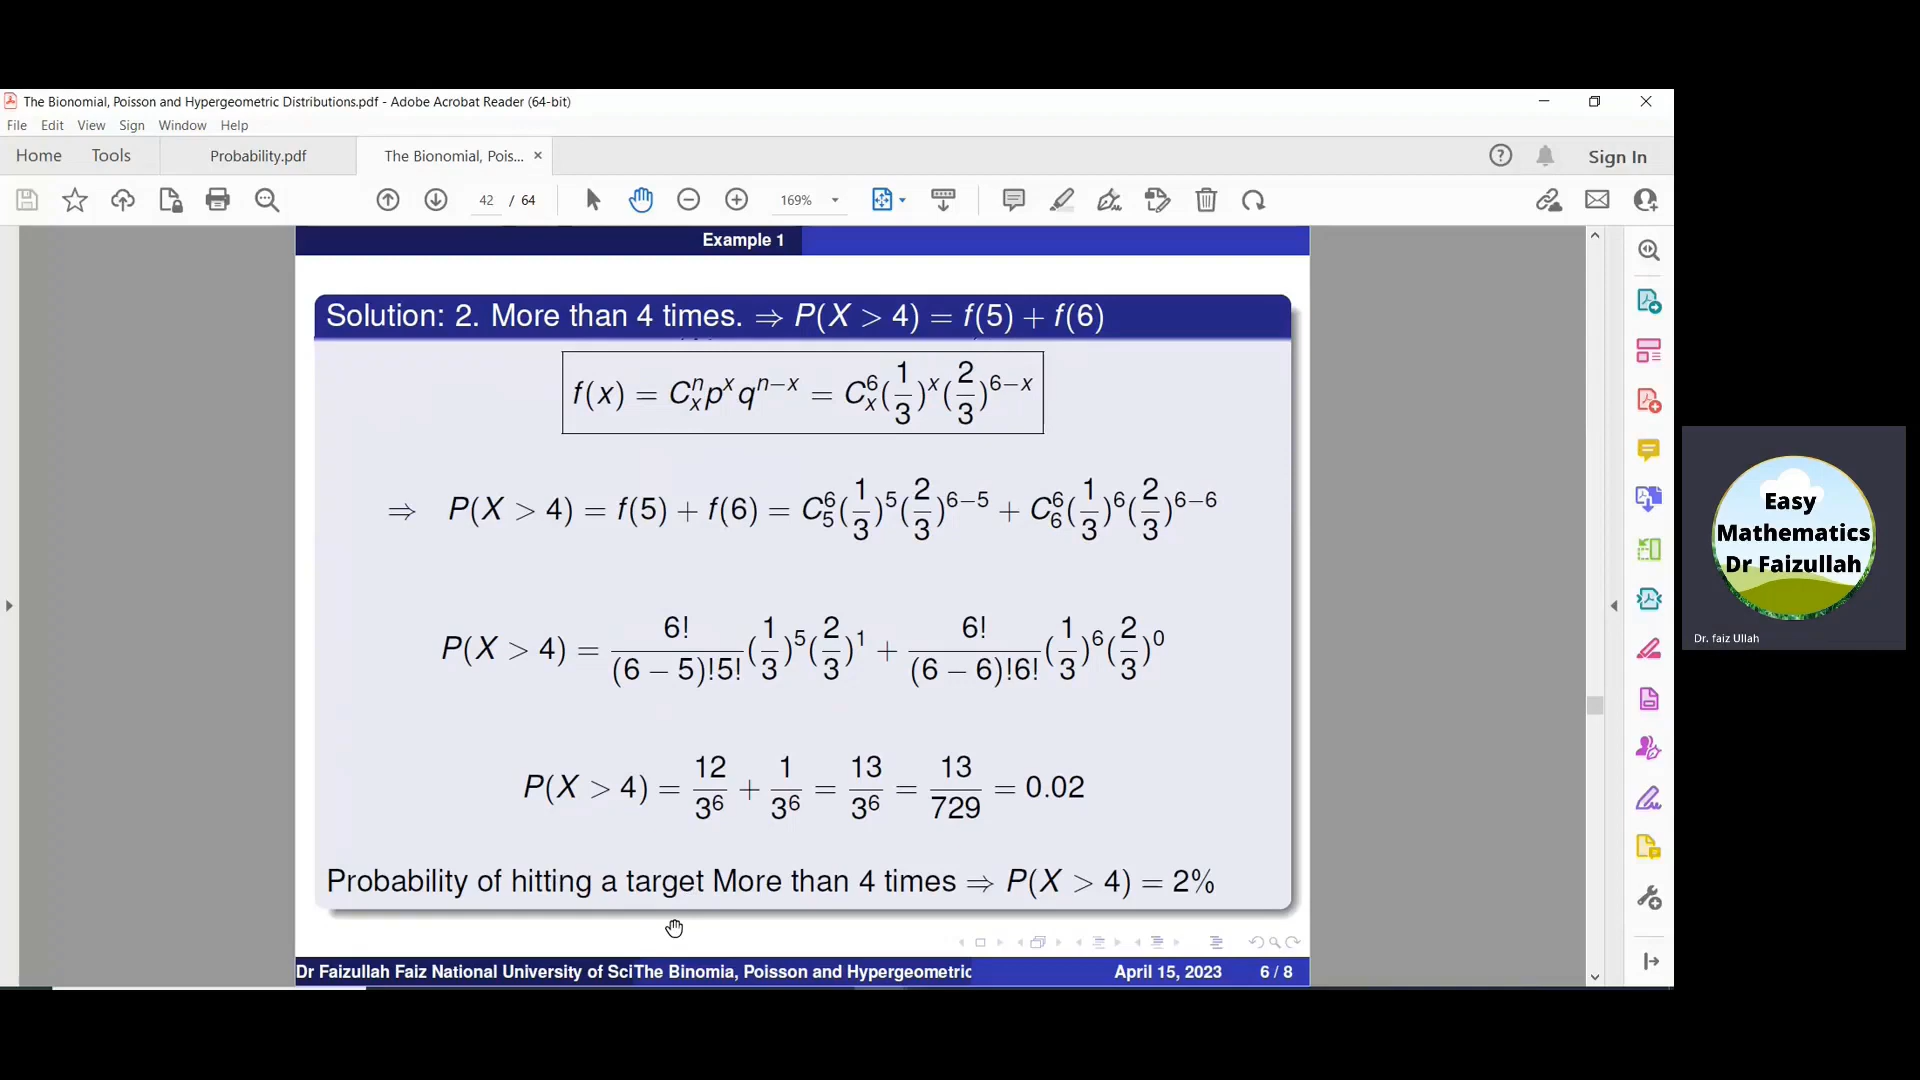 The Bionomial, Poisson and Hypergeometric Distributions.pdf - Adobe Acrobat Reader (64-bit)
File Edit View Sign Window Help
Home Tools Probability.pdf The Bionomial, Pois... ×
Sign In
42 / 64 169%
Example 1
Solution: 2. More than 4 times. ⇒ P(X > 4) = f(5) + f(6)
f(x) = C^n_x p^x q^{n−x} = C^6_x (1/3)^x (2/3)^{6−x}
⇒ P(X > 4) = f(5) + f(6) = C^6_5 (1/3)^5 (2/3)^{6−5} + C^6_6 (1/3)^6 (2/3)^{6−6}
P(X > 4) = 6!/((6 − 5)!5!) (1/3)^5 (2/3)^1 + 6!/((6 − 6)!6!) (1/3)^6 (2/3)^0
P(X > 4) = 12/3^6 + 1/3^6 = 13/3^6 = 13/729 = 0.02
Probability of hitting a target More than 4 times ⇒ P(X > 4) = 2%
Dr Faizullah Faiz National University of Sci The Binomia, Poisson and Hypergeometric April 15, 2023 6 / 8
Easy
Mathematics
Dr Faizullah
Dr. faiz Ullah